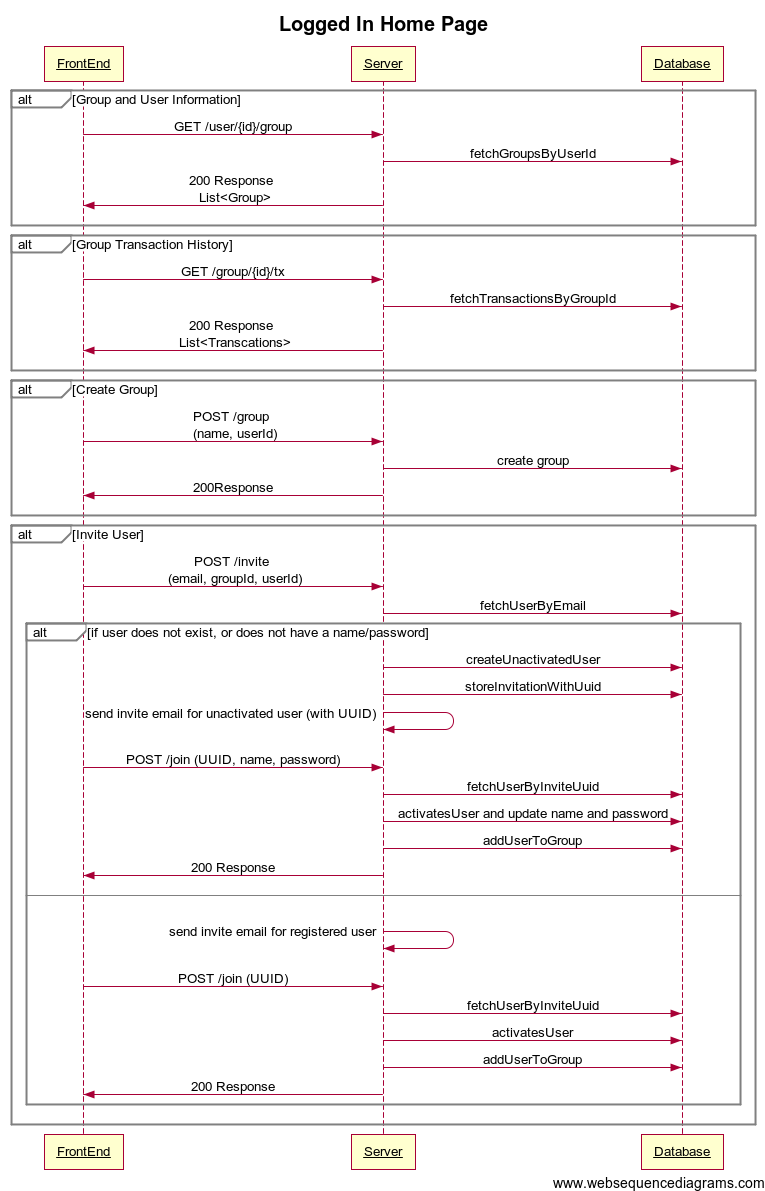 Logged In Home Page
FrontEnd
Server
Database
alt
[Group and User Information]
GET /user/{id}/group
fetchGroupsByUserId
200 Response
List<Group>
alt
[Group Transaction History]
GET /group/{id}/tx
fetchTransactionsByGroupId
200 Response
List<Transcations>
alt
[Create Group]
POST /group
(name, userId)
create group
200Response
alt
[Invite User]
POST /invite
(email, groupId, userId)
fetchUserByEmail
alt
[if user does not exist, or does not have a name/password]
createUnactivatedUser
storeInvitationWithUuid
send invite email for unactivated user (with UUID)
POST /join (UUID, name, password)
fetchUserByInviteUuid
activatesUser and update name and password
addUserToGroup
200 Response
send invite email for registered user
POST /join (UUID)
fetchUserByInviteUuid
activatesUser
addUserToGroup
200 Response
FrontEnd
Server
Database
www.websequencediagrams.com